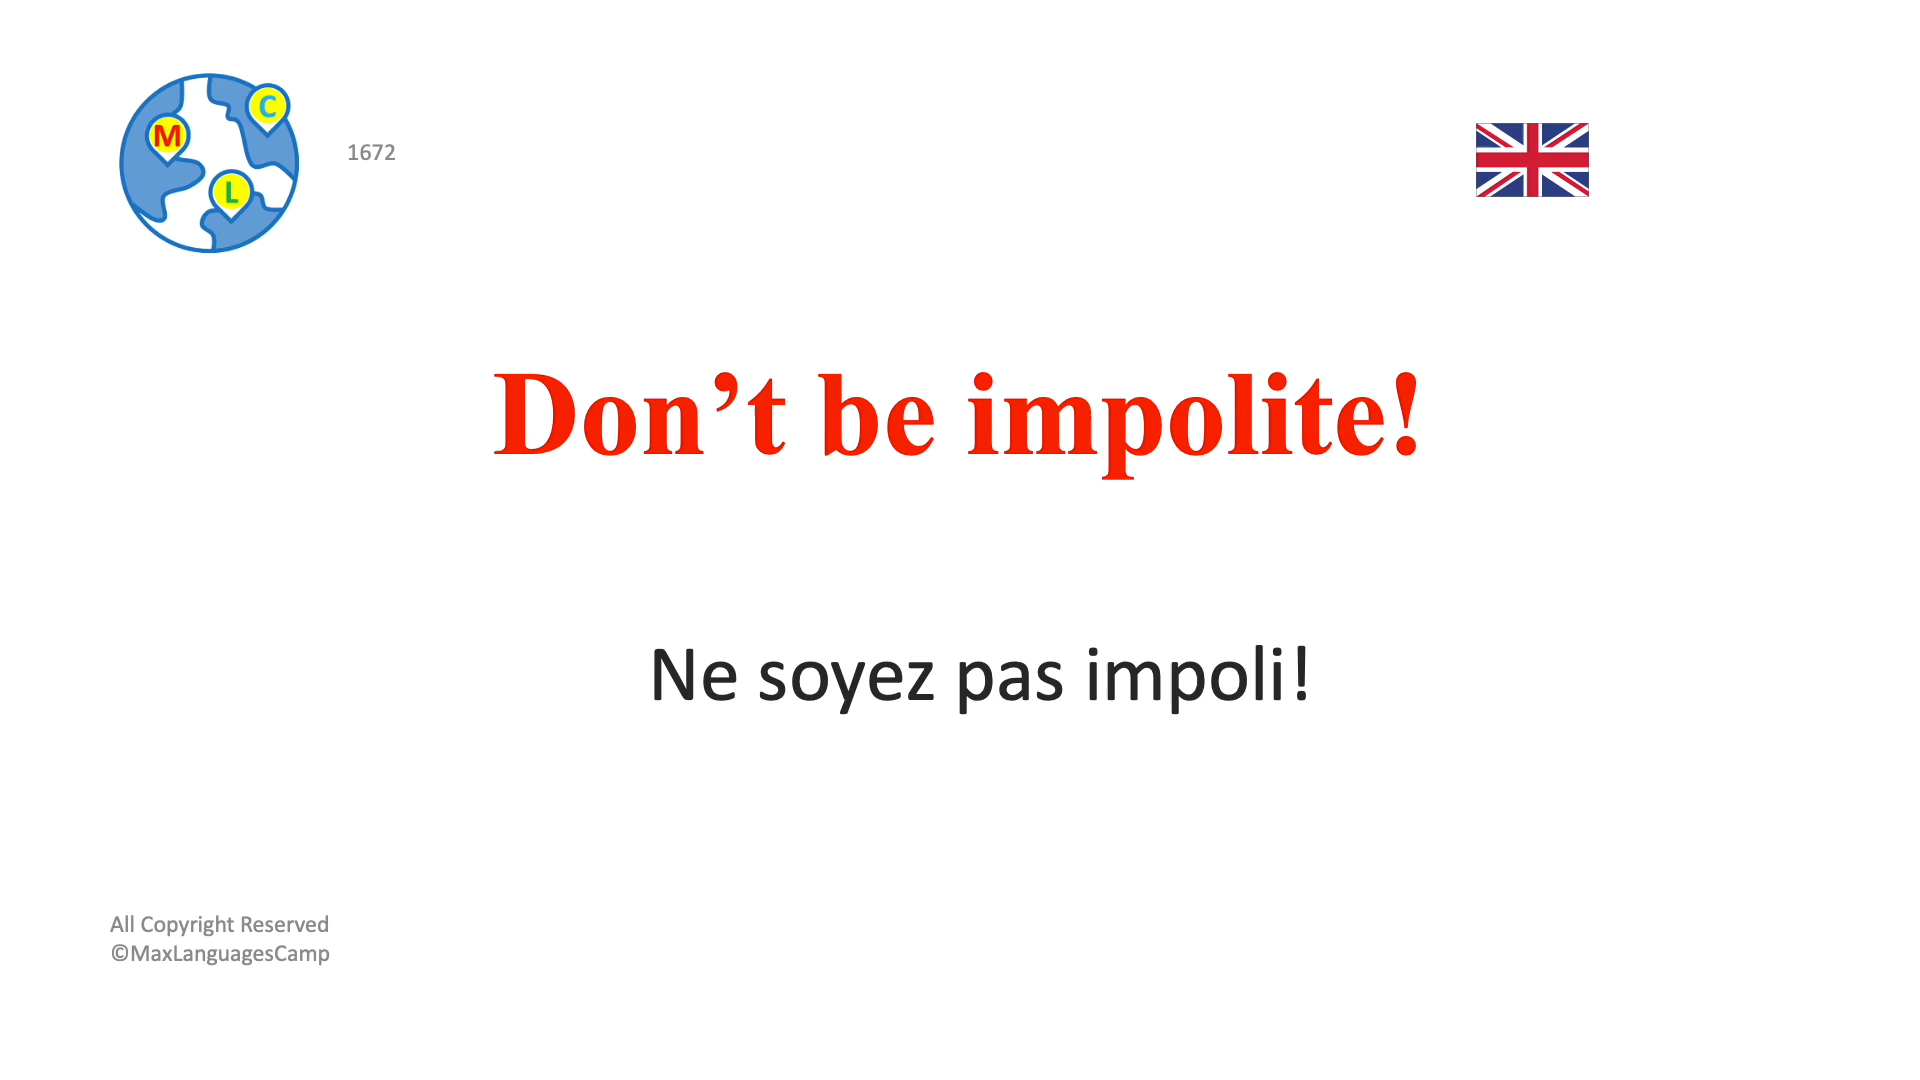 C
M
1672
L
Don’t be impolite!
Ne soyez pas impoli!
All Copyright Reserved
©MaxLanguagesCamp